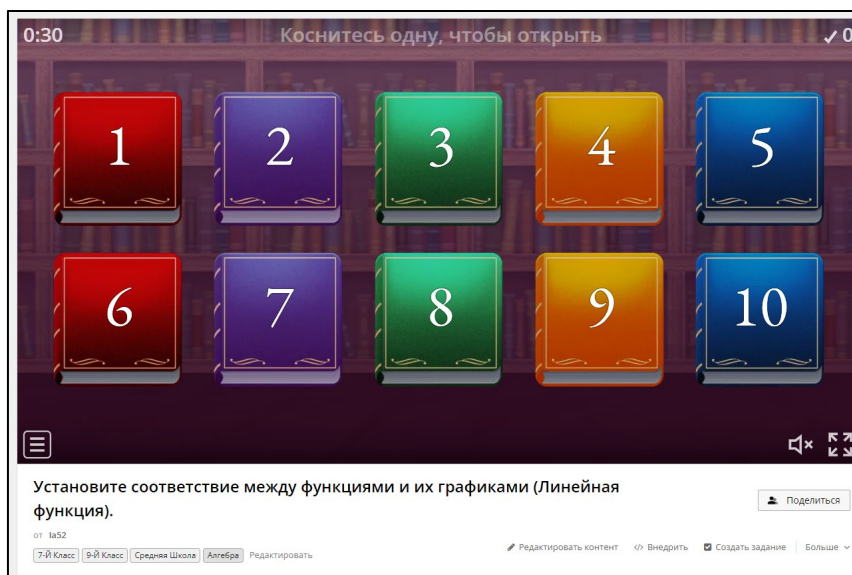 0:30 Коснитесь одну, чтобы открыть ✓ 0
1 2 3 4 5
6 7 8 9 10
Установите соответствие между функциями и их графиками (Линейная
функция).
Поделиться
от la52
7-Й Класс 9-Й Класс Средняя Школа Алгебра Редактировать
Редактировать контент </> Внедрить Создать задание Больше